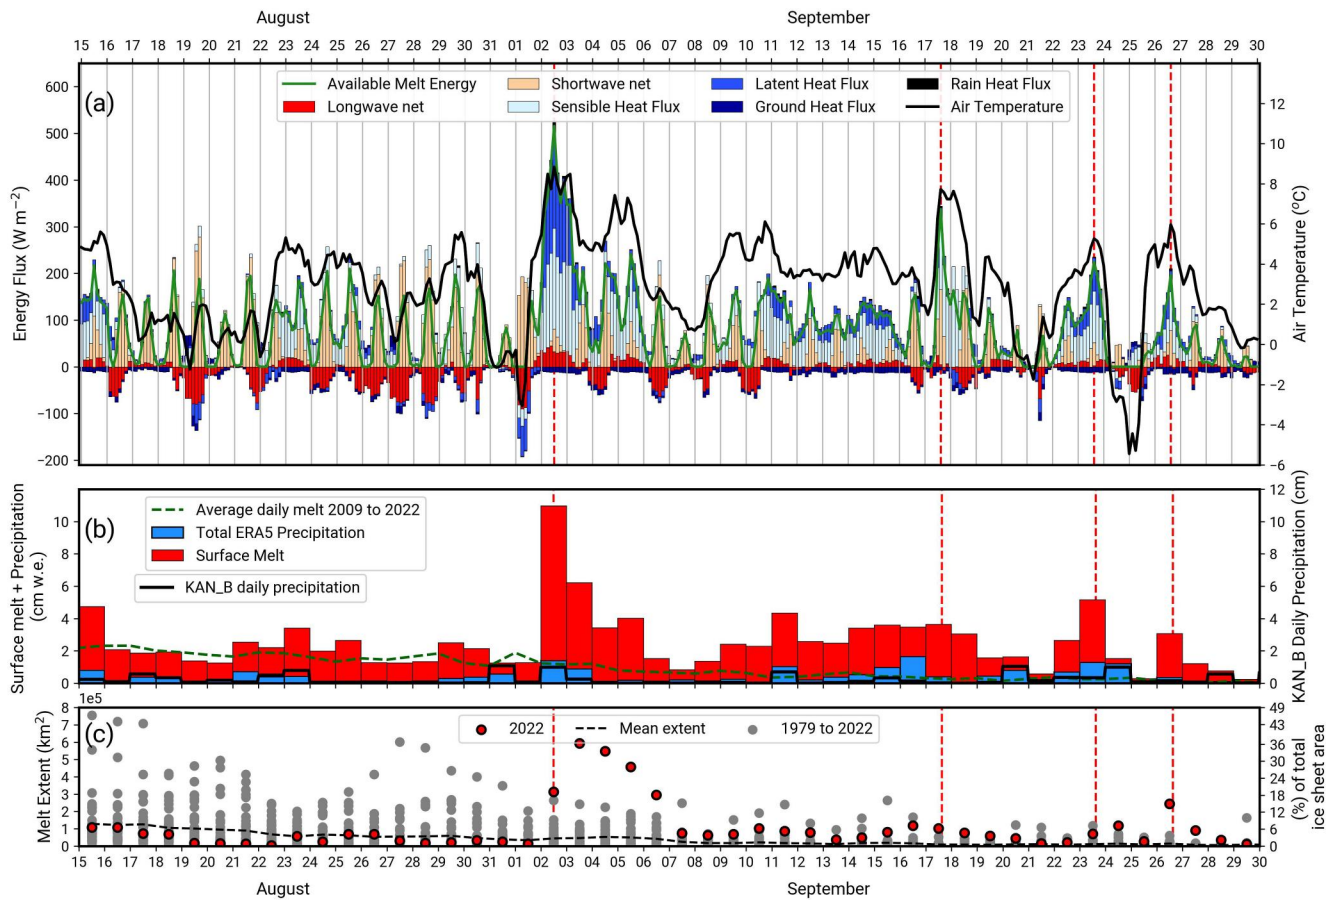 August
September
15 16 17 18 19 20 21 22 23 24 25 26 27 28 29 30 31 01 02 03 04 05 06 07 08 09 10 11 12 13 14 15 16 17 18 19 20 21 22 23 24 25 26 27 28 29 30
(a)
Available Melt Energy
Longwave net
Shortwave net
Sensible Heat Flux
Latent Heat Flux
Ground Heat Flux
Rain Heat Flux
Air Temperature
Energy Flux (W m⁻²)
600
500
400
300
200
100
0
−100
−200
Air Temperature (°C)
12
10
8
6
4
2
0
−2
−4
−6
(b)
Average daily melt 2009 to 2022
Total ERA5 Precipitation
Surface Melt
KAN_B daily precipitation
Surface melt + Precipitation
(cm w.e.)
10
8
6
4
2
0
KAN_B Daily Precipitation (cm)
12
10
8
6
4
2
0
1e5
(c)
2022
Mean extent
1979 to 2022
Melt Extent (km²)
8
7
6
5
4
3
2
1
0
(%) of total
ice sheet area
49
43
36
30
24
18
12
6
0
15 16 17 18 19 20 21 22 23 24 25 26 27 28 29 30 31 01 02 03 04 05 06 07 08 09 10 11 12 13 14 15 16 17 18 19 20 21 22 23 24 25 26 27 28 29 30
August
September